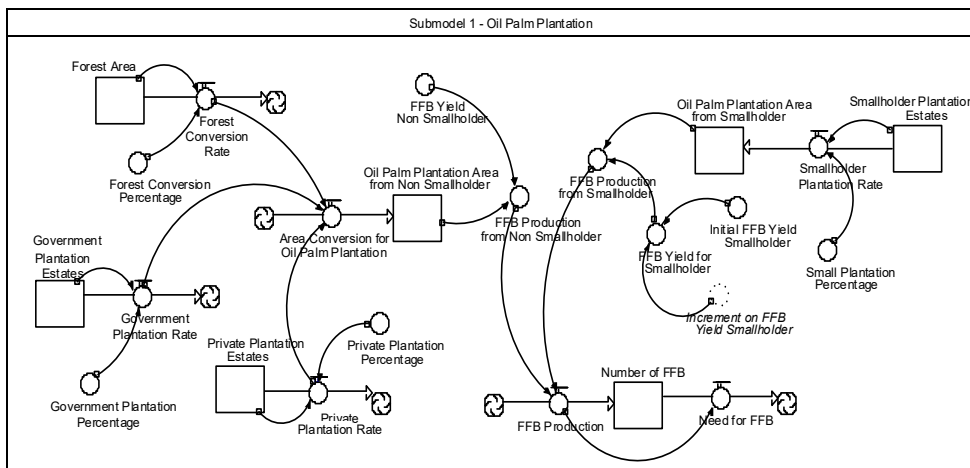 Submodel 1 - Oil Palm Plantation
Forest Area
Forest
Conversion
Rate
Forest Conversion
Percentage
Government
Plantation
Estates
Government
Plantation Rate
Government Plantation
Percentage
Private Plantation
Estates
Private Plantation
Percentage
Private
Plantation Rate
Area Conversion for
Oil Palm Plantation
Oil Palm Plantation Area
from Non Smallholder
FFB Yield
Non Smallholder
FFB Production
from Non Smallholder
FFB Production
from Smallholder
Oil Palm Plantation Area
from Smallholder
Smallholder Plantation
Estates
Smallholder
Plantation Rate
Initial FFB Yield
Smallholder
FFB Yield for
Smallholder
Small Plantation
Percentage
Increment on FFB
Yield Smallholder
Number of FFB
FFB Production
Need for FFB